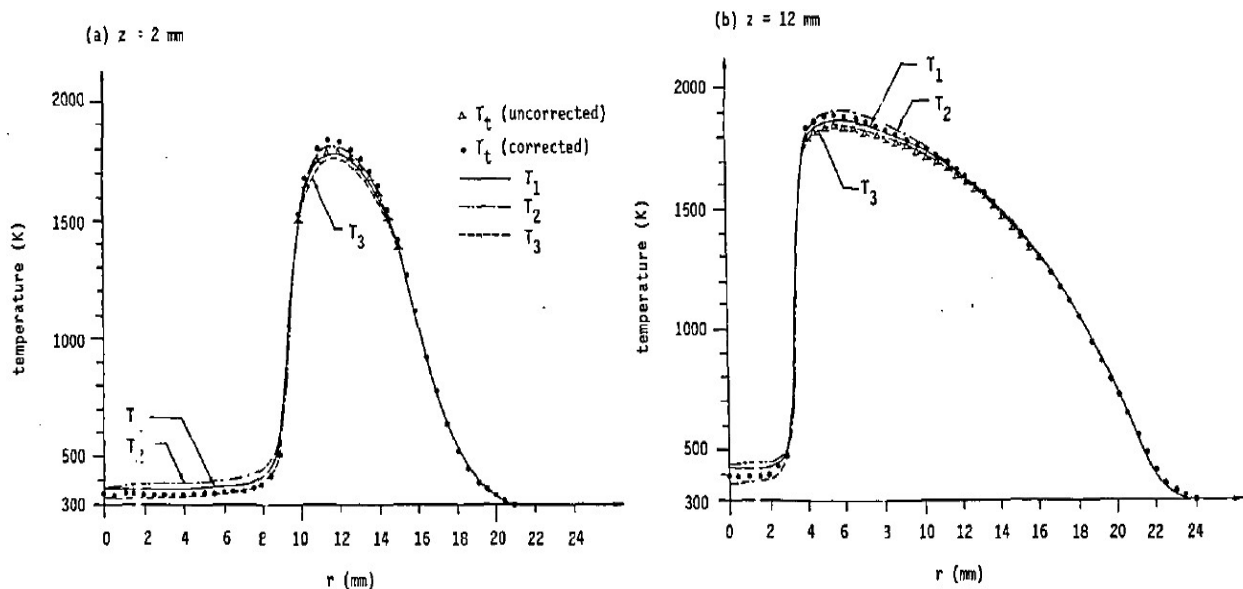 (a) z = 2 mm
temperature (K)
2000
1500
1000
500
300
T_t (uncorrected)
T_t (corrected)
T_1
T_2
T_3
T_3
T
T_2
0 2 4 6 8 10 12 14 16 18 20 22 24
r (mm)
(b) z = 12 mm
temperature (K)
2000
1500
1000
500
300
T_1
T_2
T_3
0 2 4 6 8 10 12 14 16 18 20 22 24
r (mm)